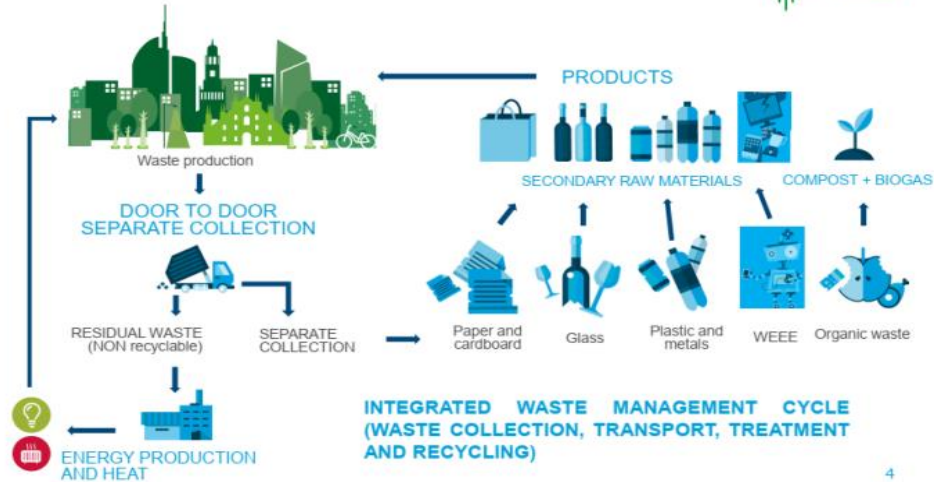 PRODUCTS
Waste production
SECONDARY RAW MATERIALS
COMPOST + BIOGAS
DOOR TO DOOR
SEPARATE COLLECTION
RESIDUAL WASTE
(NON recyclable)
SEPARATE
COLLECTION
Paper and
cardboard
Glass
Plastic and
metals
WEEE
Organic waste
INTEGRATED WASTE MANAGEMENT CYCLE
(WASTE COLLECTION, TRANSPORT, TREATMENT
AND RECYCLING)
ENERGY PRODUCTION
AND HEAT
4